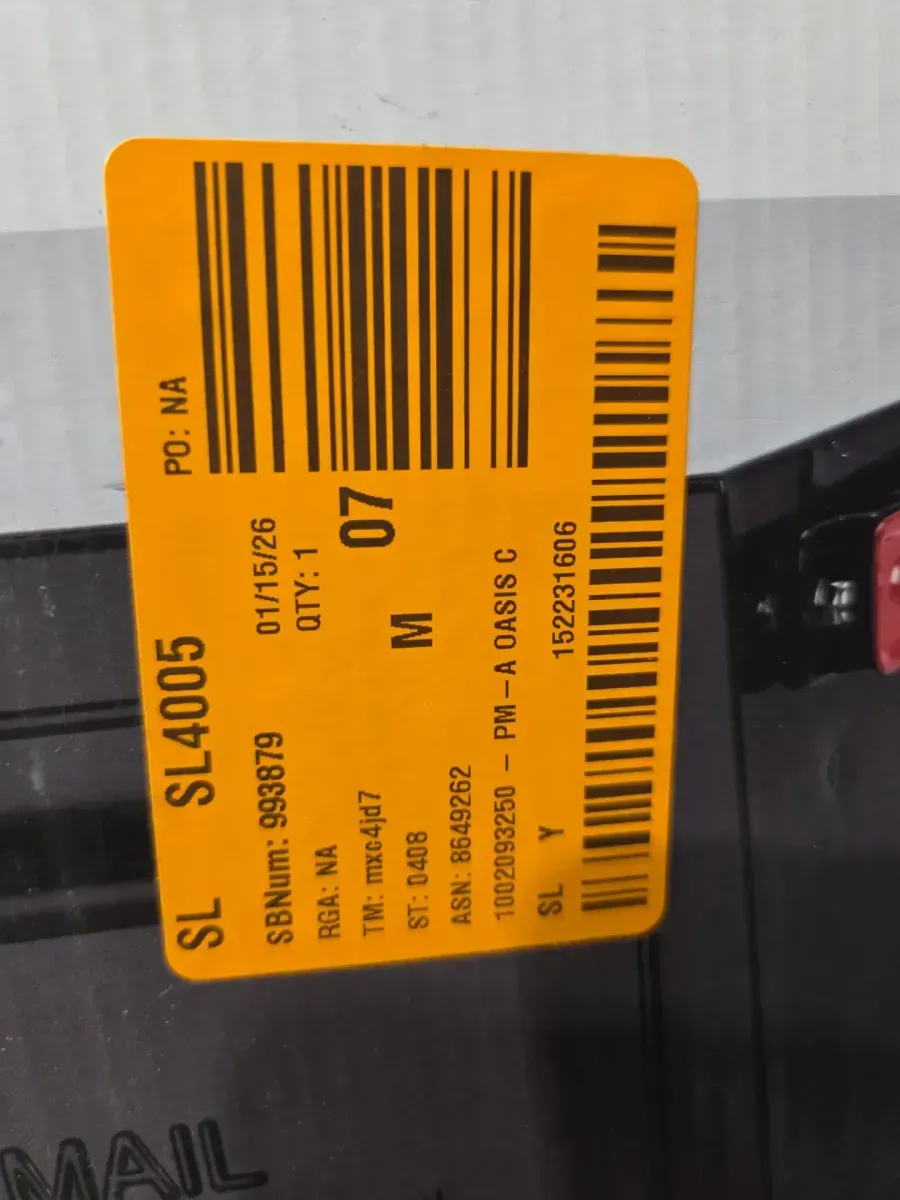 SL SL4005 PO: NA
SBNum: 993879 01/15/26
RGA: NA QTY: 1
TM: mxc4jd7 07
ST: 0408 M
ASN: 8649262
1002093250 - PM-A OASIS C
SL Y 152231606
MAIL